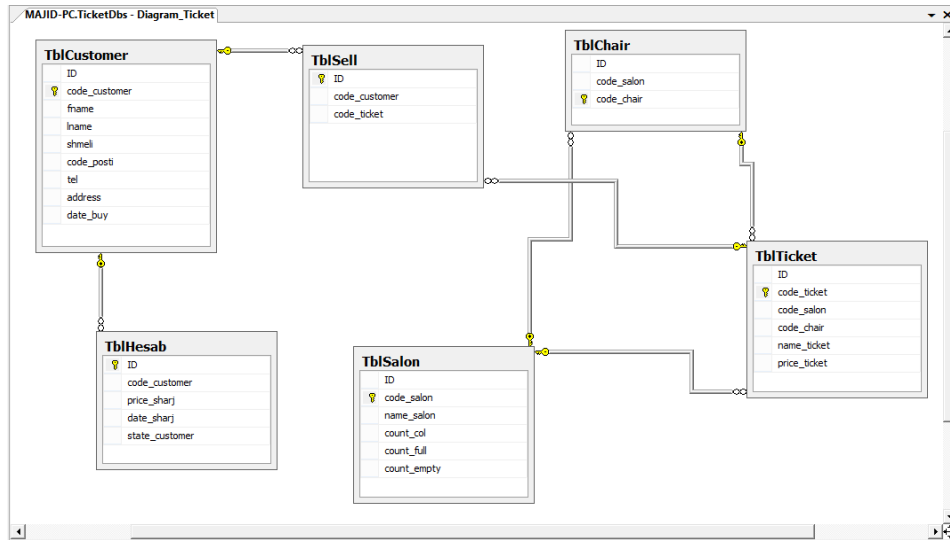 MAJID-PC.TicketDbs - Diagram_Ticket
TblCustomer
ID
code_customer
fname
lname
shmeli
code_posti
tel
address
date_buy
TblSell
ID
code_customer
code_ticket
TblChair
ID
code_salon
code_chair
TblTicket
ID
code_ticket
code_salon
code_chair
name_ticket
price_ticket
TblHesab
ID
code_customer
price_sharj
date_sharj
state_customer
TblSalon
ID
code_salon
name_salon
count_col
count_full
count_empty